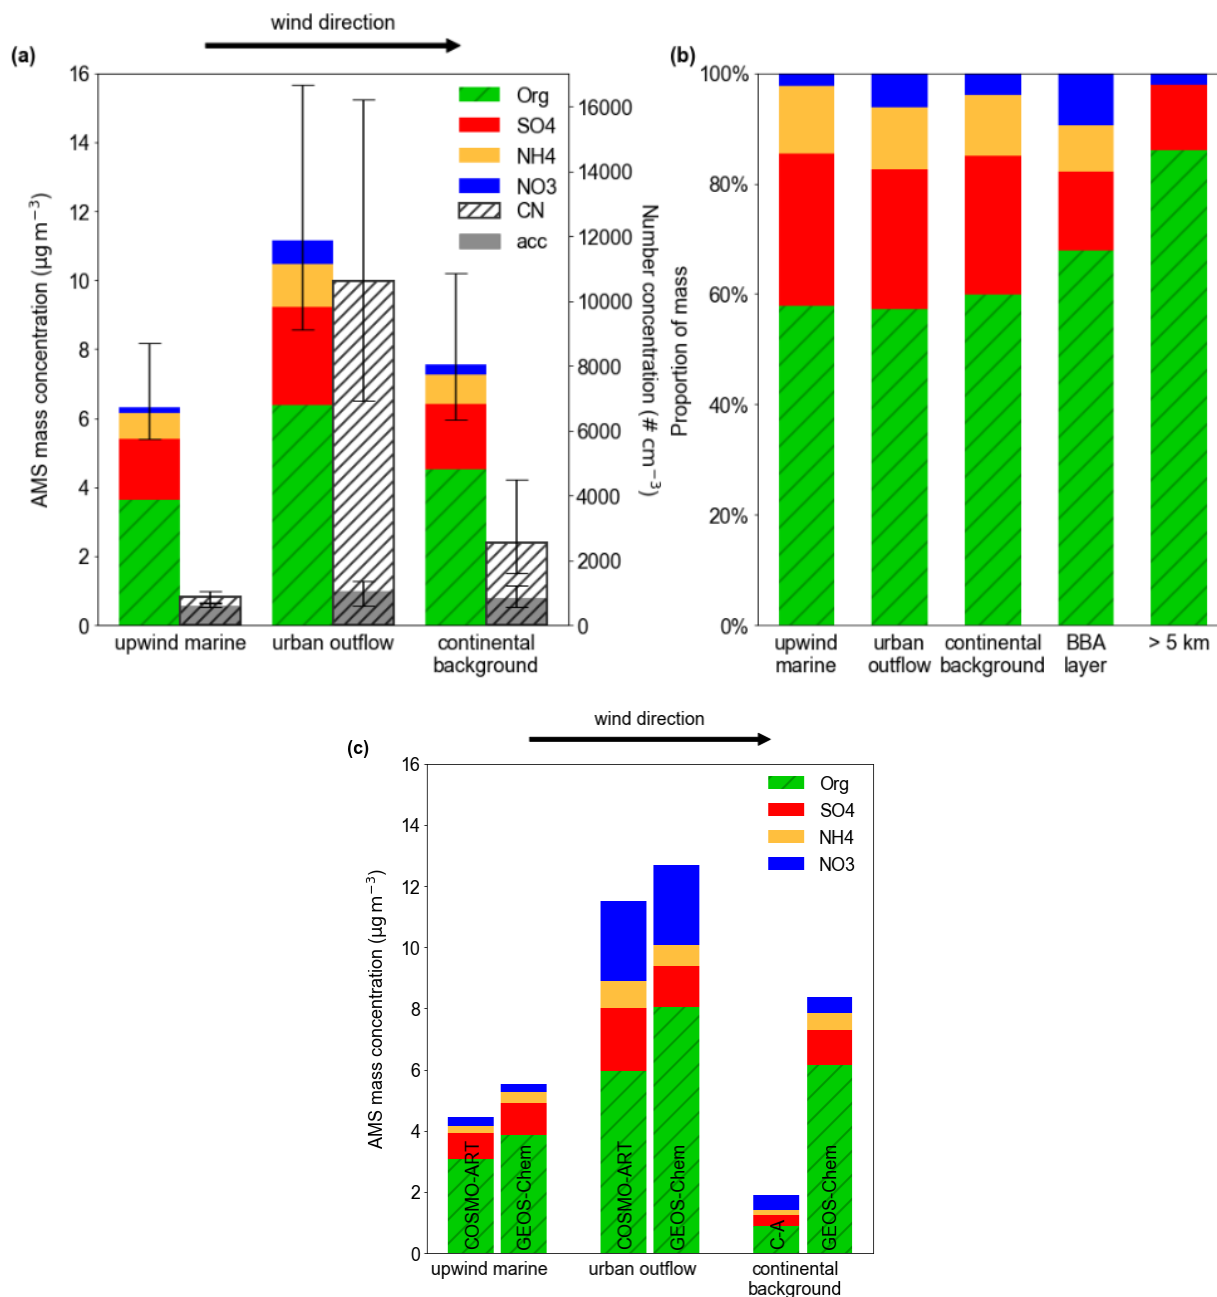 wind direction
(a)
16
14
12
10
8
6
4
2
0
AMS mass concentration (µg m⁻³)
Org
SO4
NH4
NO3
CN
acc
16000
14000
12000
10000
8000
6000
4000
2000
0
Number concentration (# cm⁻³)
upwind marine
urban outflow
continental
background
(b)
100%
80%
60%
40%
20%
0%
Proportion of mass
upwind
marine
urban
outflow
continental
background
BBA
layer
> 5 km
wind direction
(c)
16
14
12
10
8
6
4
2
0
AMS mass concentration (µg m⁻³)
Org
SO4
NH4
NO3
COSMO-ART
GEOS-Chem
COSMO-ART
GEOS-Chem
C-A
GEOS-Chem
upwind marine
urban outflow
continental
background